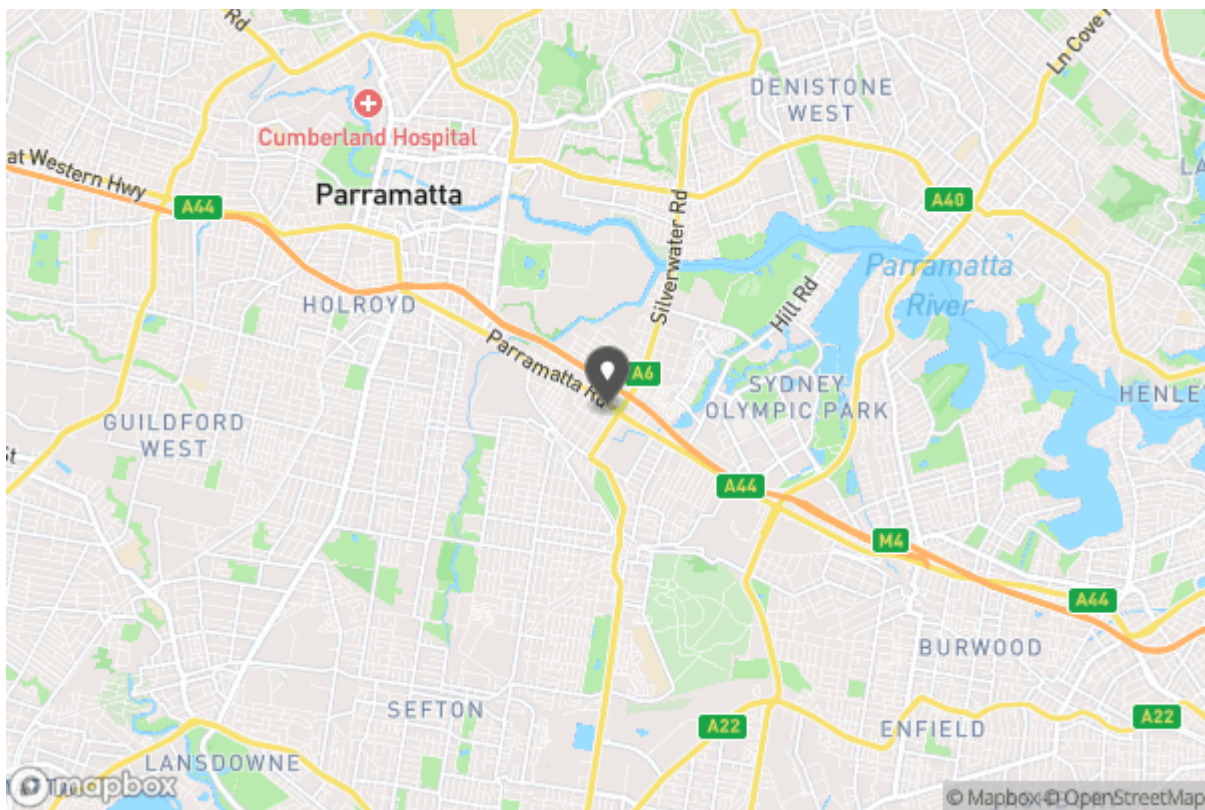 Rd
Ln Cove
DENISTONE
WEST
Cumberland Hospital
at Western Hwy
Parramatta
A44
A40
Silverwater Rd
Parramatta
River
Hill Rd
HOLROYD
Parramatta Rd
A6
SYDNEY
OLYMPIC PARK
HENLE
GUILDFORD
WEST
St
A44
M4
A44
BURWOOD
SEFTON
A22
ENFIELD
A22
LANSDOWNE
mapbox
© Mapbox © OpenStreetMap